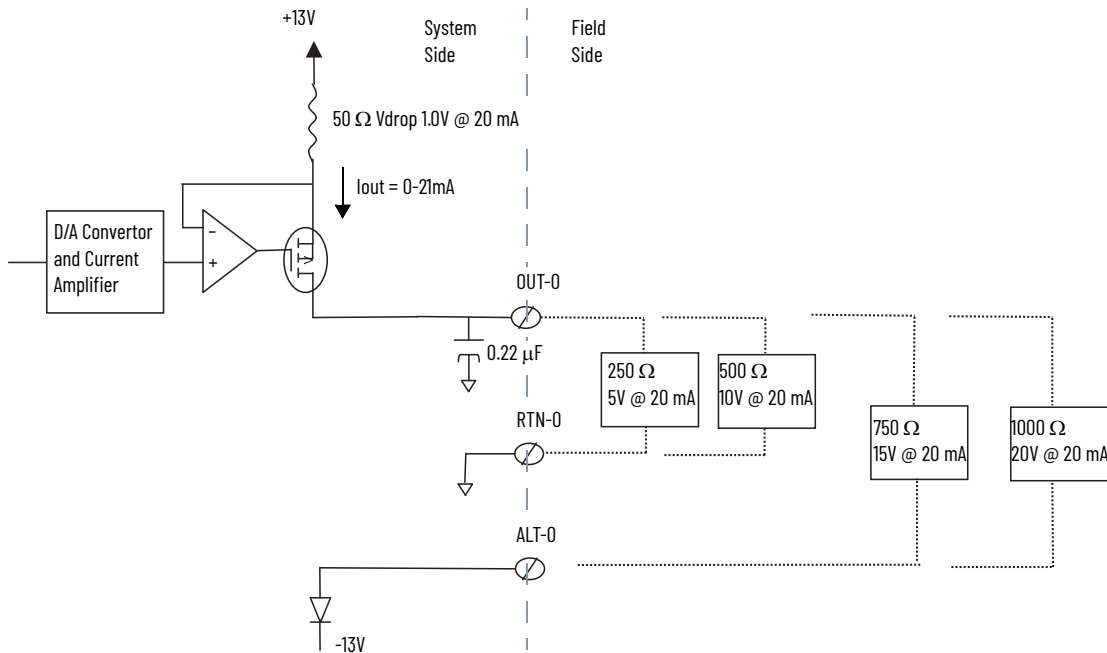 +13V
System
Side
Field
Side
50 Ω Vdrop 1.0V @ 20 mA
Iout = 0-21mA
D/A Convertor
and Current
Amplifier
−
+
OUT-0
0.22 μF
250 Ω
5V @ 20 mA
500 Ω
10V @ 20 mA
RTN-0
750 Ω
15V @ 20 mA
1000 Ω
20V @ 20 mA
ALT-0
-13V